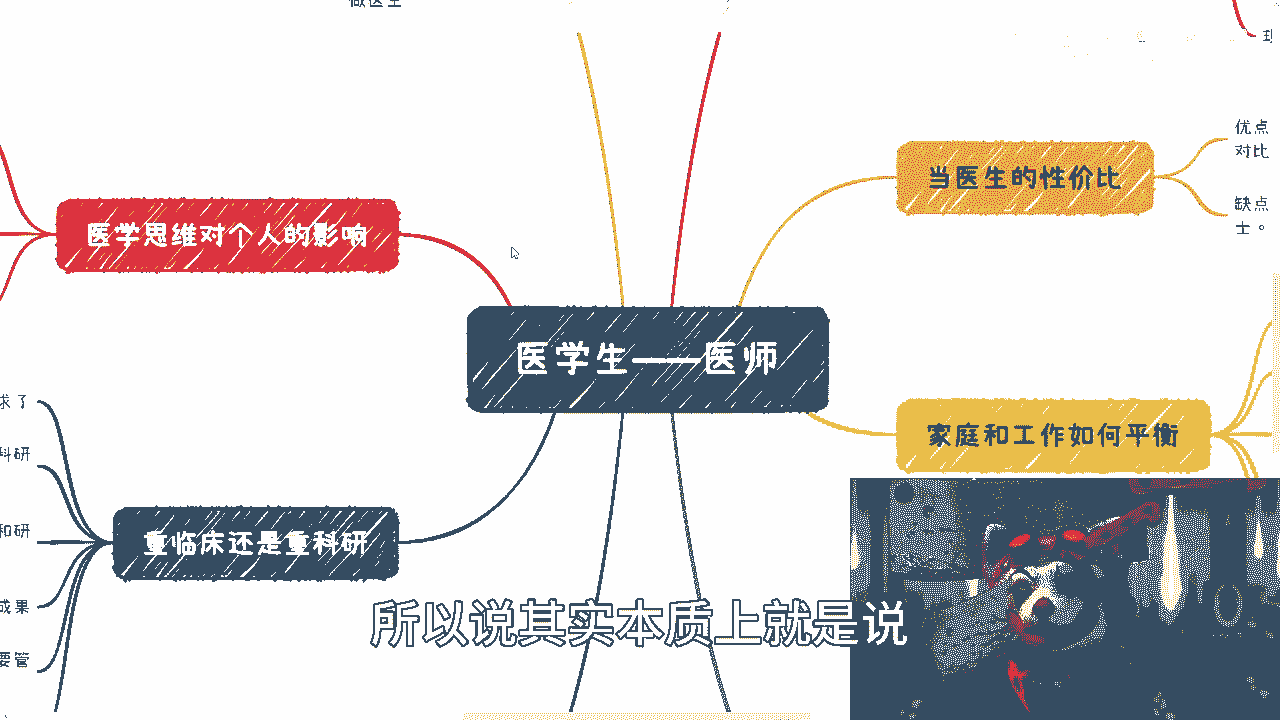 做医生
优点
对比
当医生的性价比
缺点
士。
医学思维对个人的影响
医学生——医师
求了
家庭和工作如何平衡
科研
和研
重临床还是重科研
成果
要管
所以说其实本质上就是说